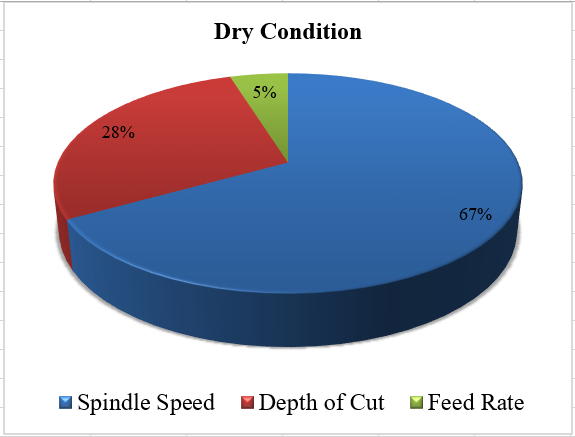 Dry Condition
5%
28%
67%
Spindle Speed Depth of Cut Feed Rate